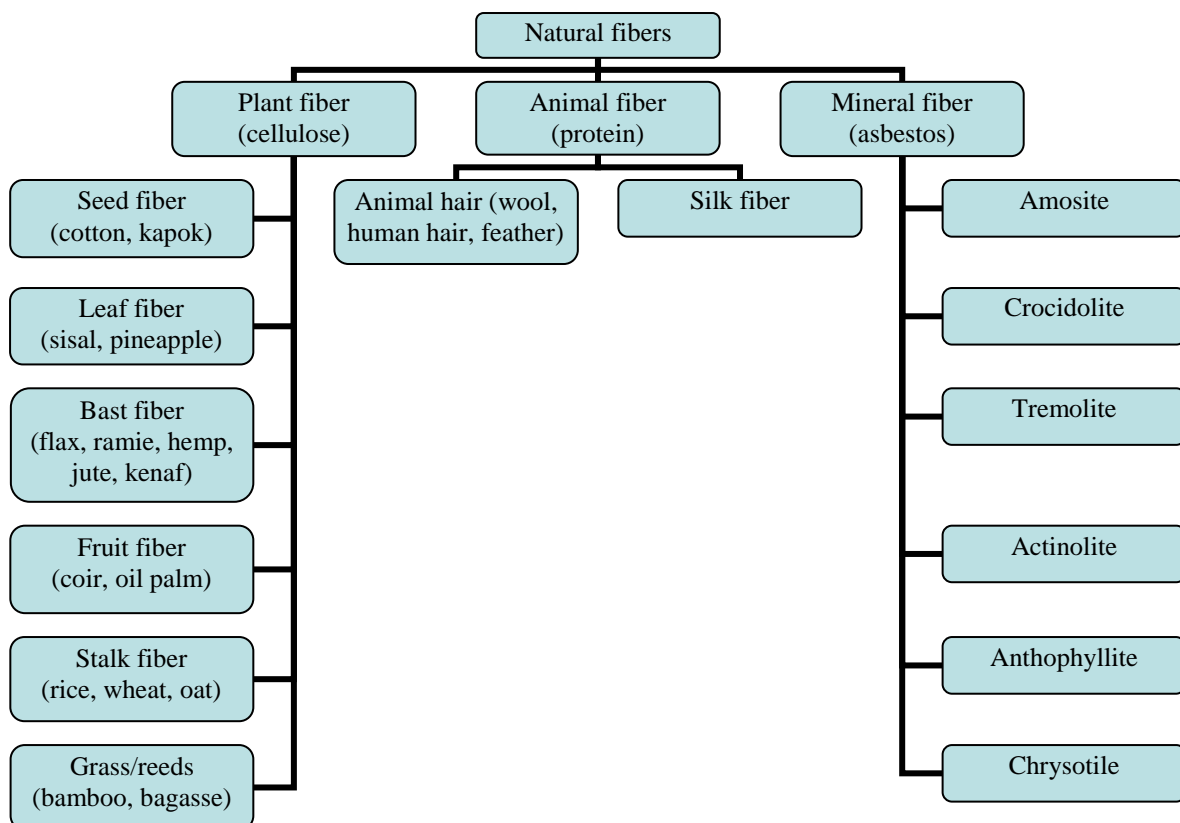 Natural fibers
Plant fiber
(cellulose)
Animal fiber
(protein)
Mineral fiber
(asbestos)
Seed fiber
(cotton, kapok)
Leaf fiber
(sisal, pineapple)
Bast fiber
(flax, ramie, hemp,
jute, kenaf)
Fruit fiber
(coir, oil palm)
Stalk fiber
(rice, wheat, oat)
Grass/reeds
(bamboo, bagasse)
Animal hair (wool,
human hair, feather)
Silk fiber
Amosite
Crocidolite
Tremolite
Actinolite
Anthophyllite
Chrysotile